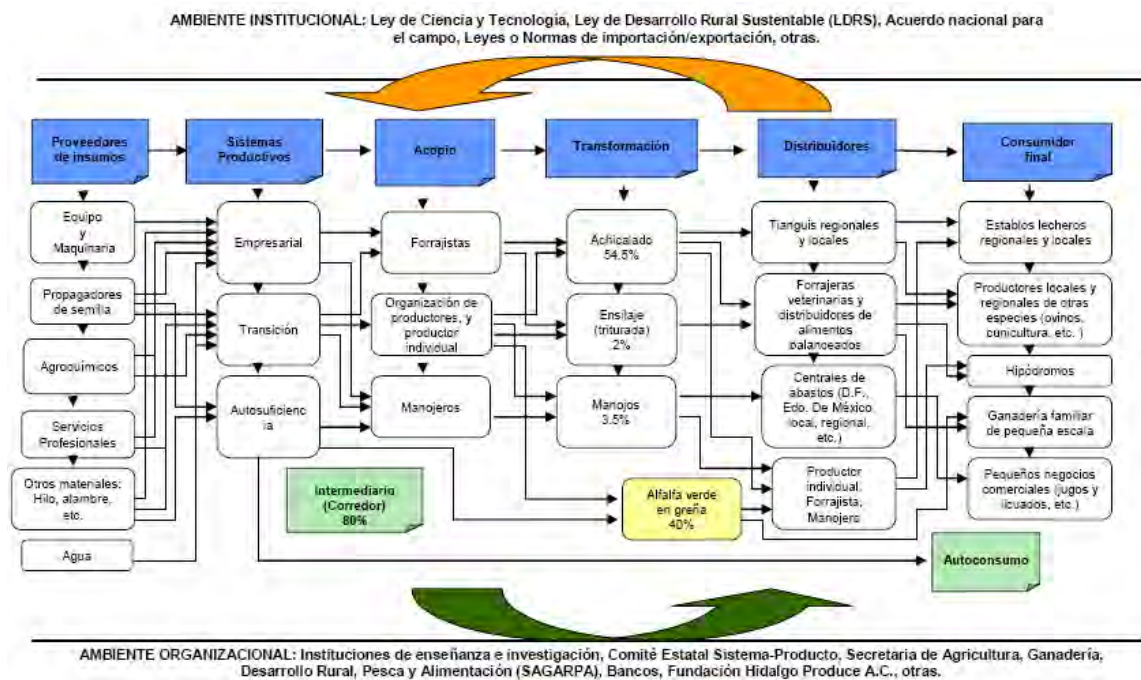 AMBIENTE INSTITUCIONAL: Ley de Ciencia y Tecnología, Ley de Desarrollo Rural Sustentable (LDRS), Acuerdo nacional para
el campo, Leyes o Normas de importación/exportación, otras.
Proveedores
de insumos
Sistemas
Productivos
Acopio
Transformación
Distribuidores
Consumidor
final
Equipo
y
Maquinaria
Propagadores
de semilla
Agroquímicos
Servicios
Profesionales
Otros materiales:
Hilo, alambre,
etc.
Agua
Empresarial
Transición
Autosuficienc
ia
Forrajistas
Organización de
productores, y
productor
individual
Manojeros
Intermediario
(Corredor)
80%
Achicalado
54.5%
Ensilaje
(triturada)
2%
Manojos
3.5%
Alfalfa verde
en greña
40%
Tianguis regionales
y locales
Forrajeras
veterinarias y
distribuidores de
alimentos
balanceados
Centrales de
abastos (D.F.,
Edo. De México,
local, regional,
etc.)
Productor
individual,
Forrajista,
Manojero
Establos lecheros
regionales y locales
Productores locales y
regionales de otras
especies (ovinos,
cunicultura, etc. )
Hipódromos
Ganadería familiar
de pequeña escala
Pequeños negocios
comerciales (jugos y
licuados, etc.)
Autoconsumo
AMBIENTE ORGANIZACIONAL: Instituciones de enseñanza e investigación, Comité Estatal Sistema-Producto, Secretaria de Agricultura, Ganadería,
Desarrollo Rural, Pesca y Alimentación (SAGARPA), Bancos, Fundación Hidalgo Produce A.C., otras.